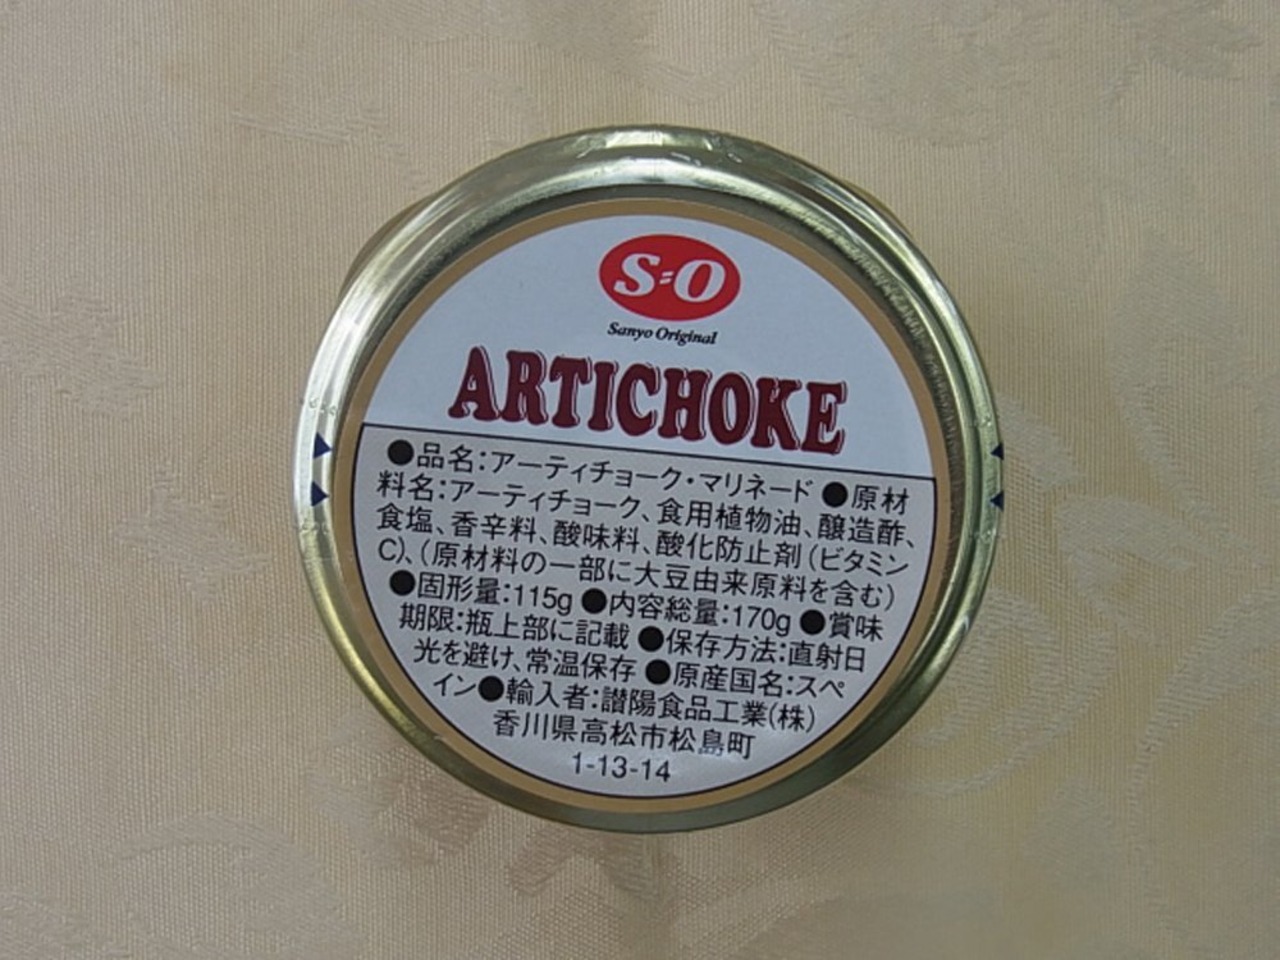 S=O
Sanyo Original
ARTICHOKE
●品名:アーティチョーク・マリネード ●原材
料名:アーティチョーク、食用植物油、醸造酢、
食塩、香辛料、酸味料、酸化防止剤(ビタミン
C)、(原材料の一部に大豆由来原料を含む)
●固形量:115g ●内容総量:170g ●賞味
期限:瓶上部に記載 ●保存方法:直射日
光を避け、常温保存 ●原産国名:スペ
イン●輸入者:讃陽食品工業(株)
香川県高松市松島町
1-13-14